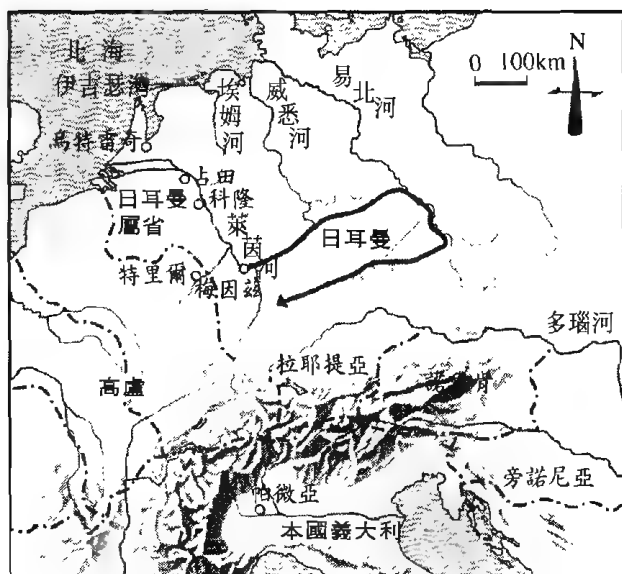 北海
伊吉瑟灣
烏特雷奇
埃姆河
威悉河
易北河
0 100km
N
占田
科隆
日耳曼屬省
萊茵河
日耳曼
特里爾
梅因茲
多瑙河
拉耶提亞
諾肯
高盧
旁諾尼亞
帕微亞
本國義大利